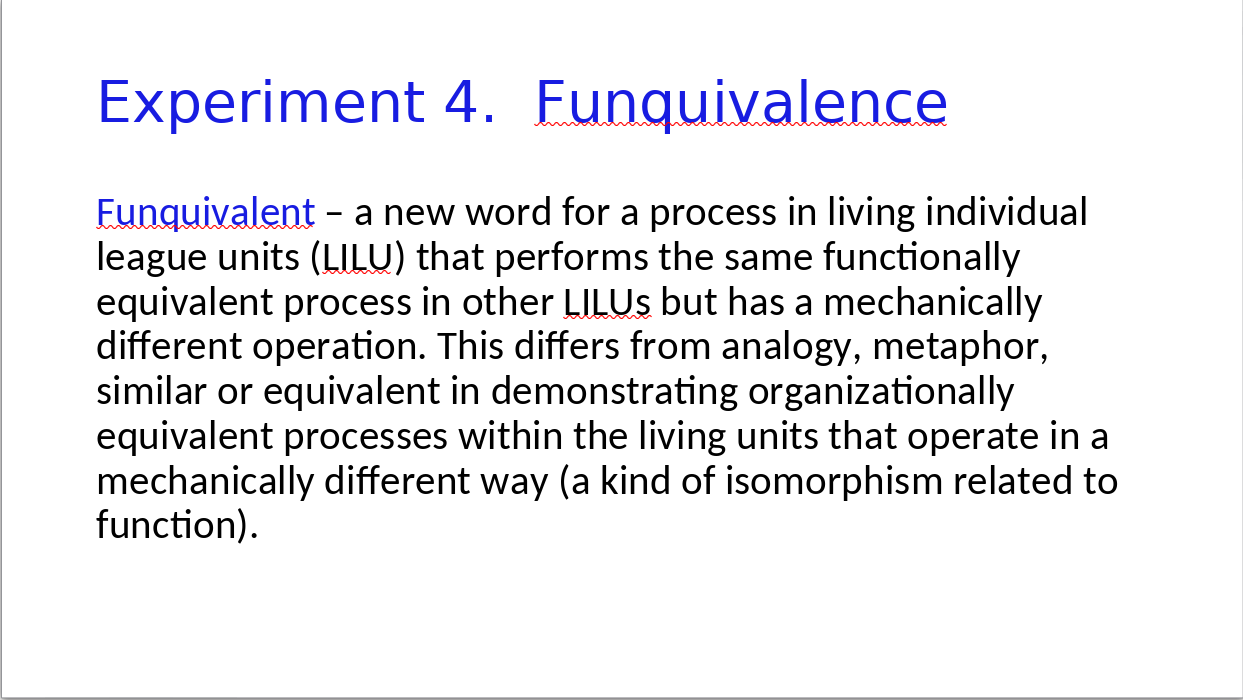 Experiment 4.  Funquivalence
Funquivalent – a new word for a process in living individual
league units (LILU) that performs the same functionally
equivalent process in other LILUs but has a mechanically
different operation. This differs from analogy, metaphor,
similar or equivalent in demonstrating organizationally
equivalent processes within the living units that operate in a
mechanically different way (a kind of isomorphism related to
function).